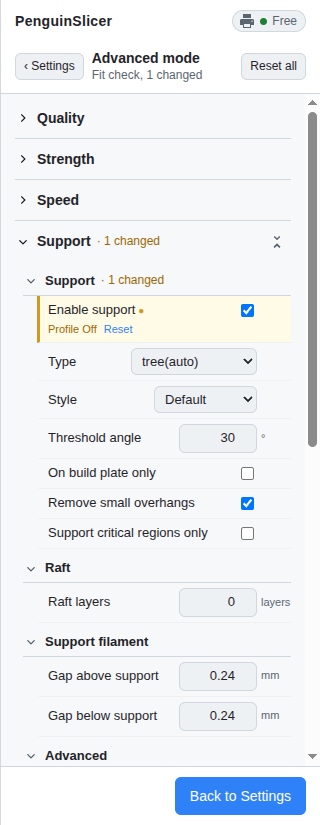 PenguinSlicer
Free
‹ Settings
Advanced mode
Fit check, 1 changed
Reset all
Quality
Strength
Speed
Support · 1 changed
Support · 1 changed
Enable support
Profile Off Reset
Type tree(auto)
Style Default
Threshold angle 30 °
On build plate only
Remove small overhangs
Support critical regions only
Raft
Raft layers 0 layers
Support filament
Gap above support 0.24 mm
Gap below support 0.24 mm
Advanced
Back to Settings